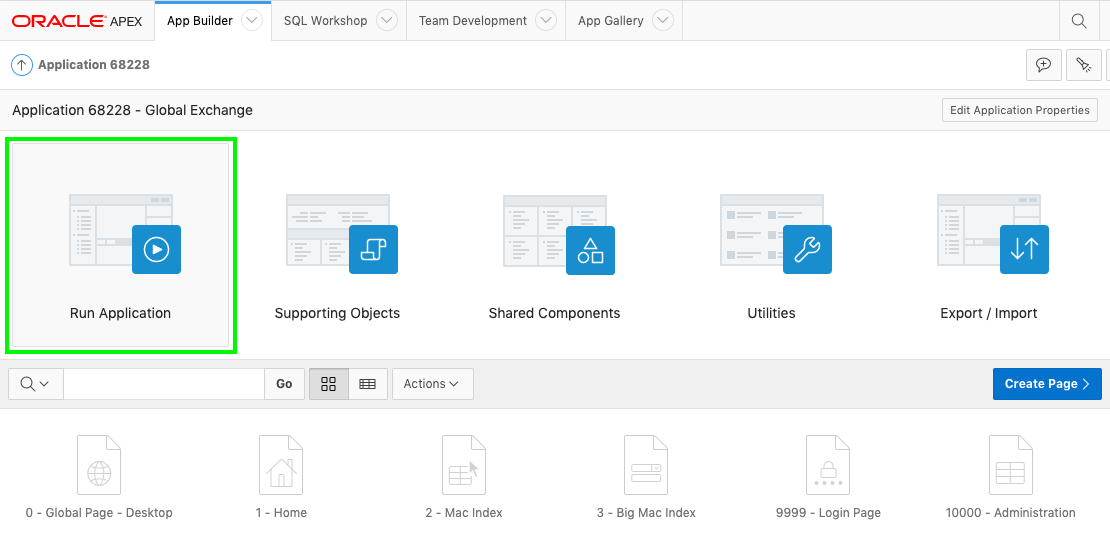 ORACLE APEX App Builder SQL Workshop Team Development App Gallery
Application 68228
Application 68228 - Global Exchange Edit Application Properties
Run Application Supporting Objects Shared Components Utilities Export / Import
Go Actions Create Page
0 - Global Page - Desktop 1 - Home 2 - Mac Index 3 - Big Mac Index 9999 - Login Page 10000 - Administration